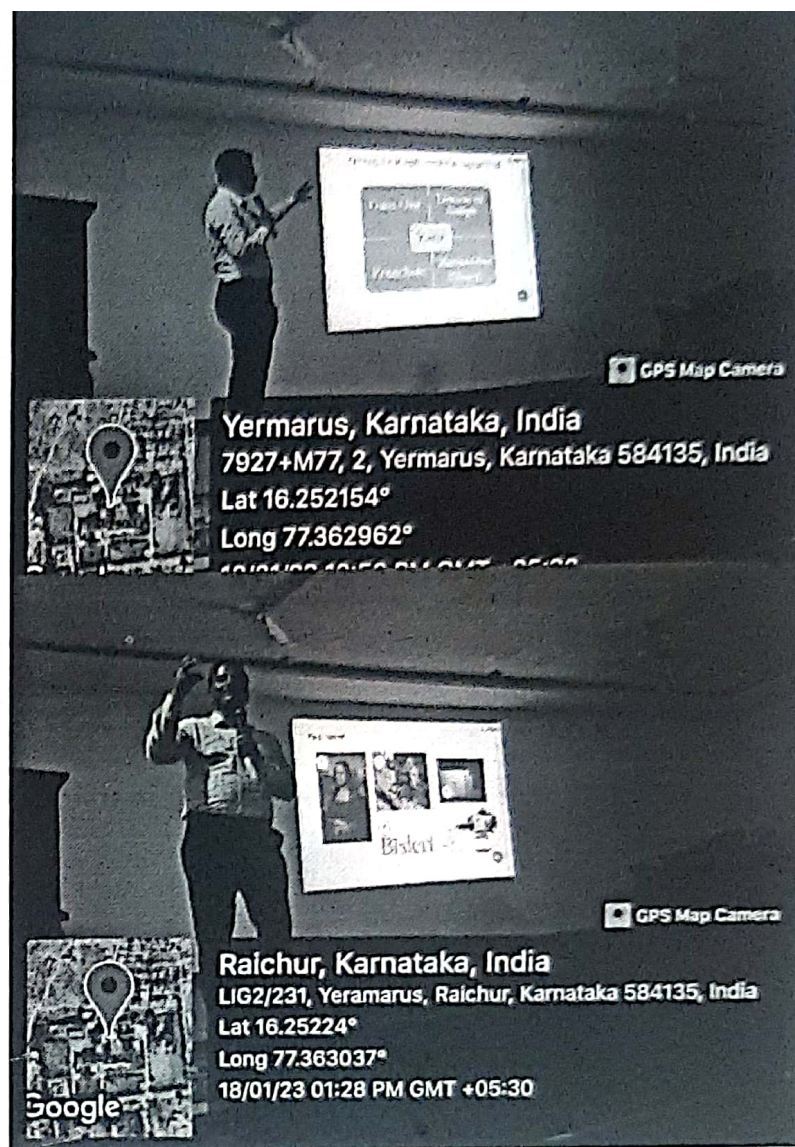 GPS Map Camera
Yermarus, Karnataka, India
7927+M77, 2, Yermarus, Karnataka 584135, India
Lat 16.252154°
Long 77.362962°
GPS Map Camera
Raichur, Karnataka, India
LIG2/231, Yeramarus, Raichur, Karnataka 584135, India
Lat 16.25224°
Long 77.363037°
18/01/23 01:28 PM GMT +05:30
Google